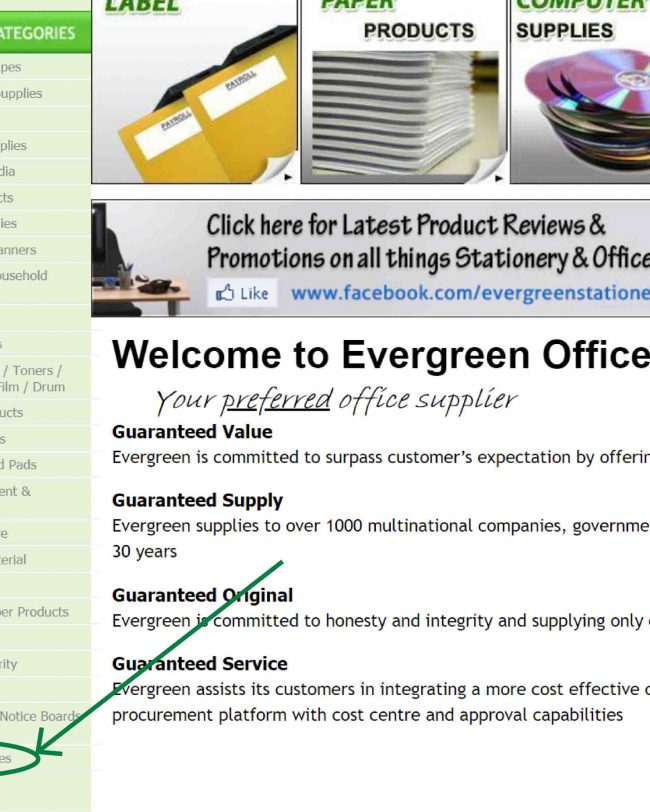 LABEL
PAPER
PRODUCTS
COMPUTER
SUPPLIES
PAYROLL
PAYROLL
ATEGORIES
pes
upplies
plies
dia
cts
ies
anners
usehold
s
/ Toners /
ilm / Drum
ucts
s
d Pads
ent &
e
erial
er Products
rity
Notice Boards
es
Click here for Latest Product Reviews &
Promotions on all things Stationery & Office
Like www.facebook.com/evergreenstatione
Welcome to Evergreen Office
Your preferred office supplier
Guaranteed Value
Evergreen is committed to surpass customer's expectation by offerin
Guaranteed Supply
Evergreen supplies to over 1000 multinational companies, governme
30 years
Guaranteed Original
Evergreen is committed to honesty and integrity and supplying only
Guaranteed Service
Evergreen assists its customers in integrating a more cost effective
procurement platform with cost centre and approval capabilities